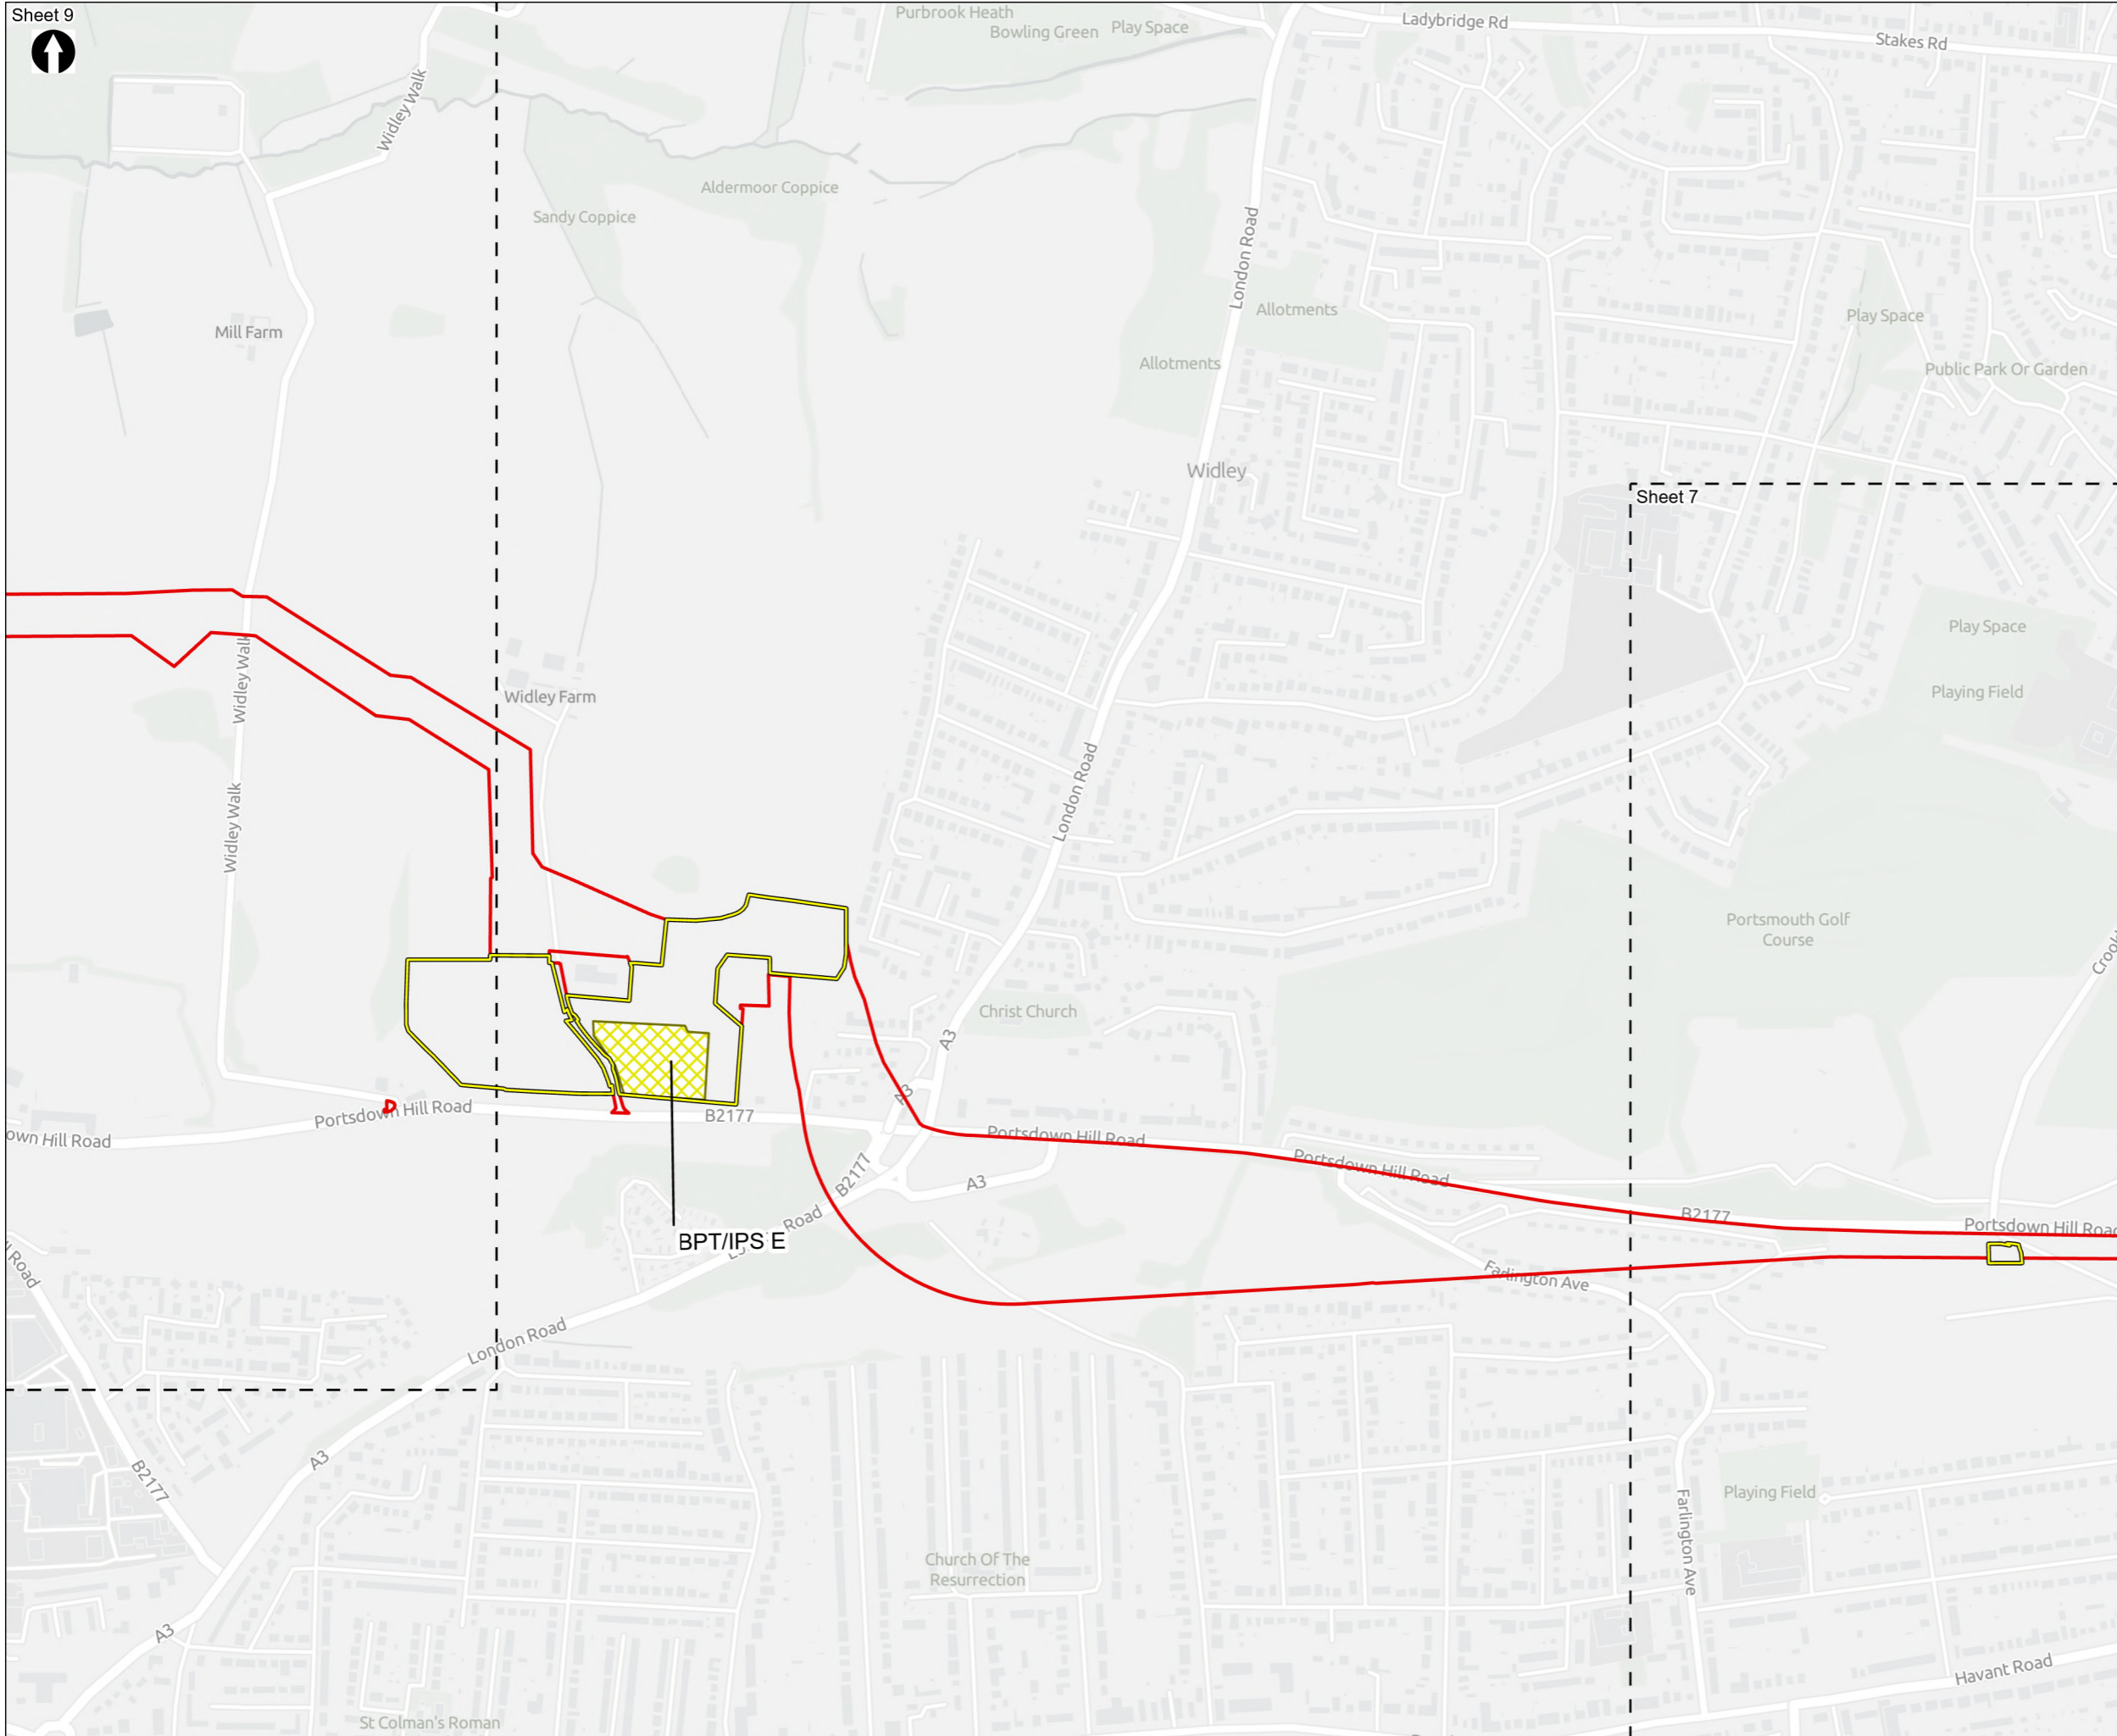 Sheet 9
Purbrook Heath
Bowling Green
Play Space
Ladybridge Rd
Stakes Rd
Widley Walk
Aldermoor Coppice
Sandy Coppice
London Road
Allotments
Play Space
Mill Farm
Allotments
Public Park Or Garden
Widley
Sheet 7
Play Space
Widley Walk
Playing Field
Widley Farm
London Road
Widley Walk
Portsmouth Golf
Course
Christ Church
A3
A3
Portsdown Hill Road
B2177
own Hill Road
Portsdown Hill Road
Portsdown Hill Road
B2177
A3
B2177
Road
Portsdown Hill Road
BPT/IPS E
Farlington Ave
London Road
A3
B2177
Playing Field
Farlington Ave
Church Of The
Resurrection
A3
Havant Road
St Colman's Roman